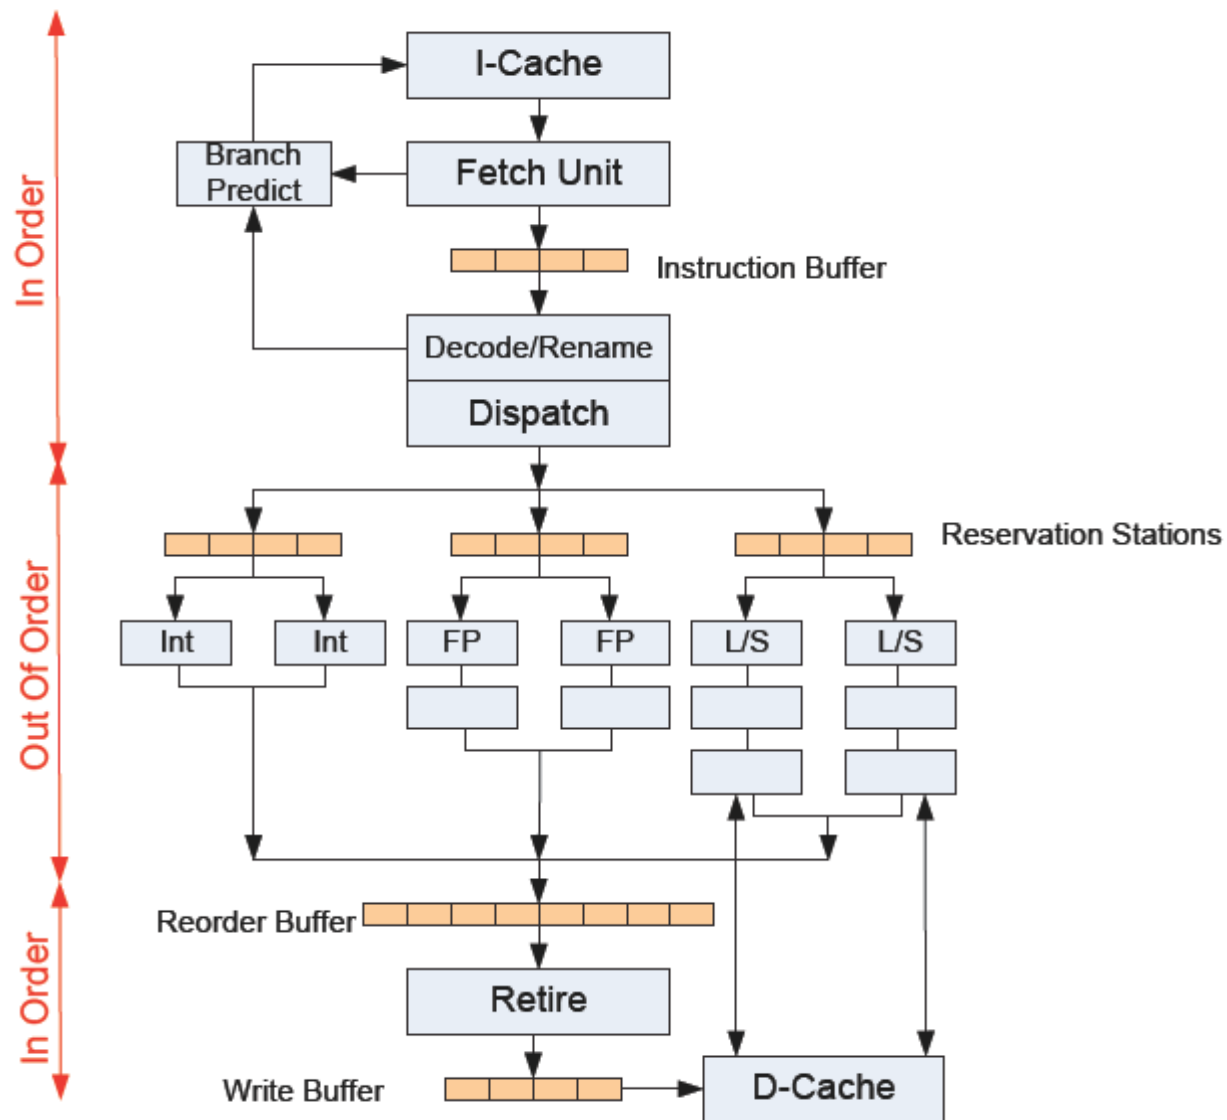 I-Cache
Branch
Predict
Fetch Unit
In Order
Instruction Buffer
Decode/Rename
Dispatch
Reservation Stations
Out Of Order
Int
Int
FP
FP
L/S
L/S
Reorder Buffer
In Order
Retire
Write Buffer
D-Cache